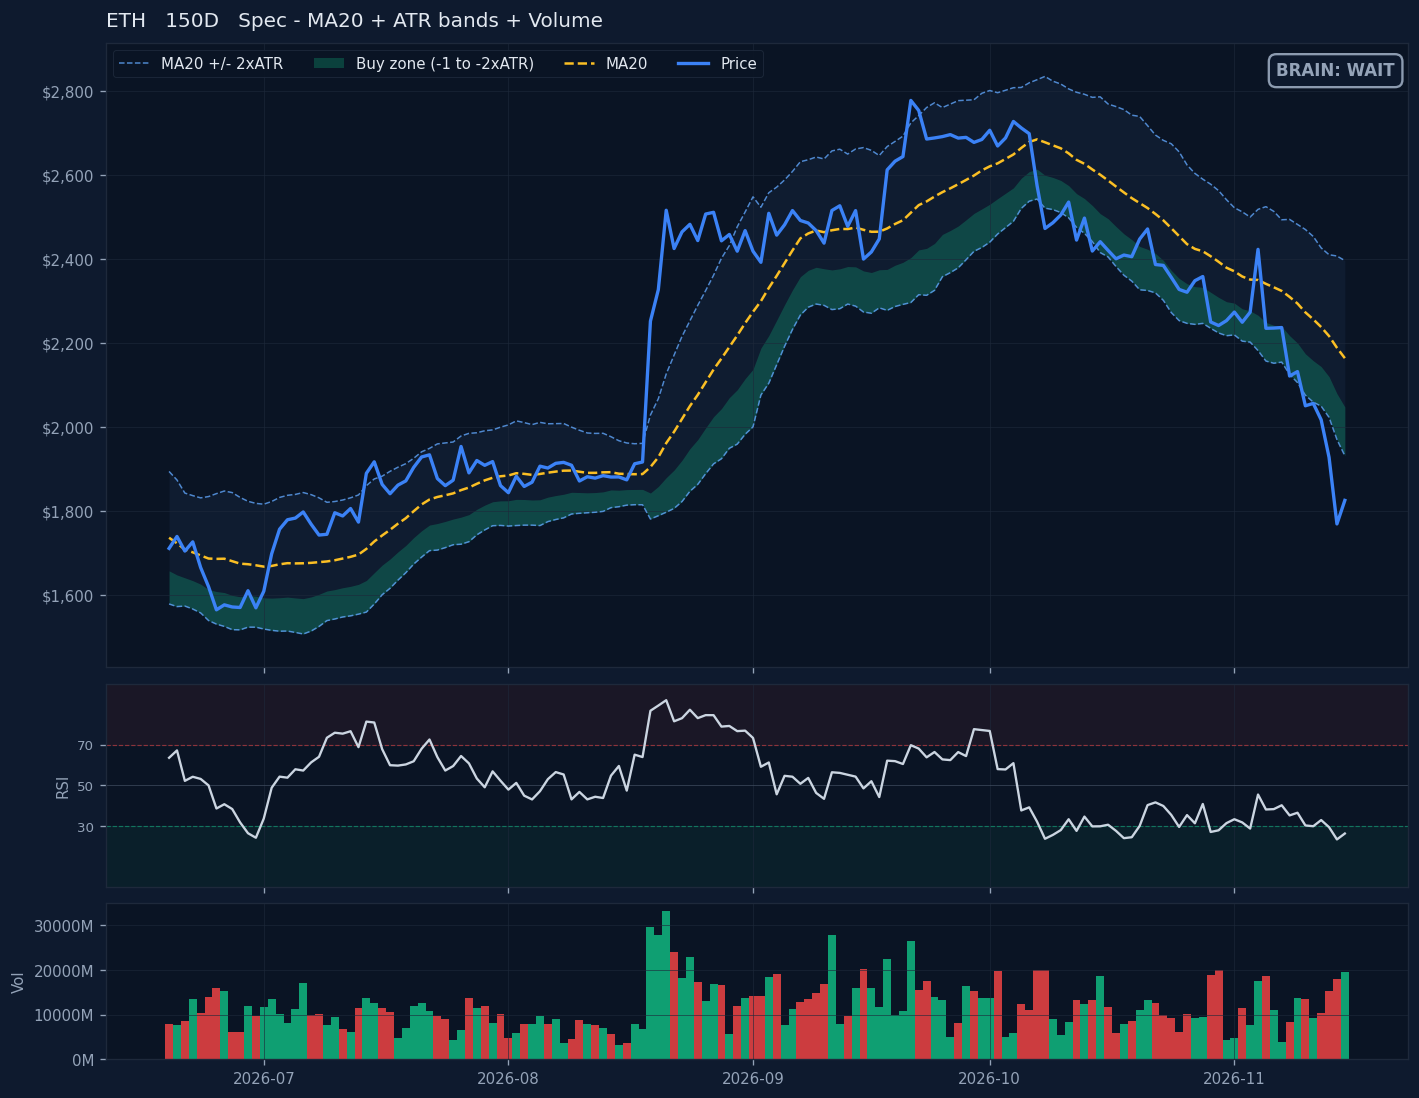 ETH   150D   Spec - MA20 + ATR bands + Volume
MA20 +/- 2xATR
Buy zone (-1 to -2xATR)
MA20
Price
BRAIN: WAIT
$2,800
$2,600
$2,400
$2,200
$2,000
$1,800
$1,600
70
50
30
RSI
30000M
20000M
10000M
0M
Vol
2026-07
2026-08
2026-09
2026-10
2026-11